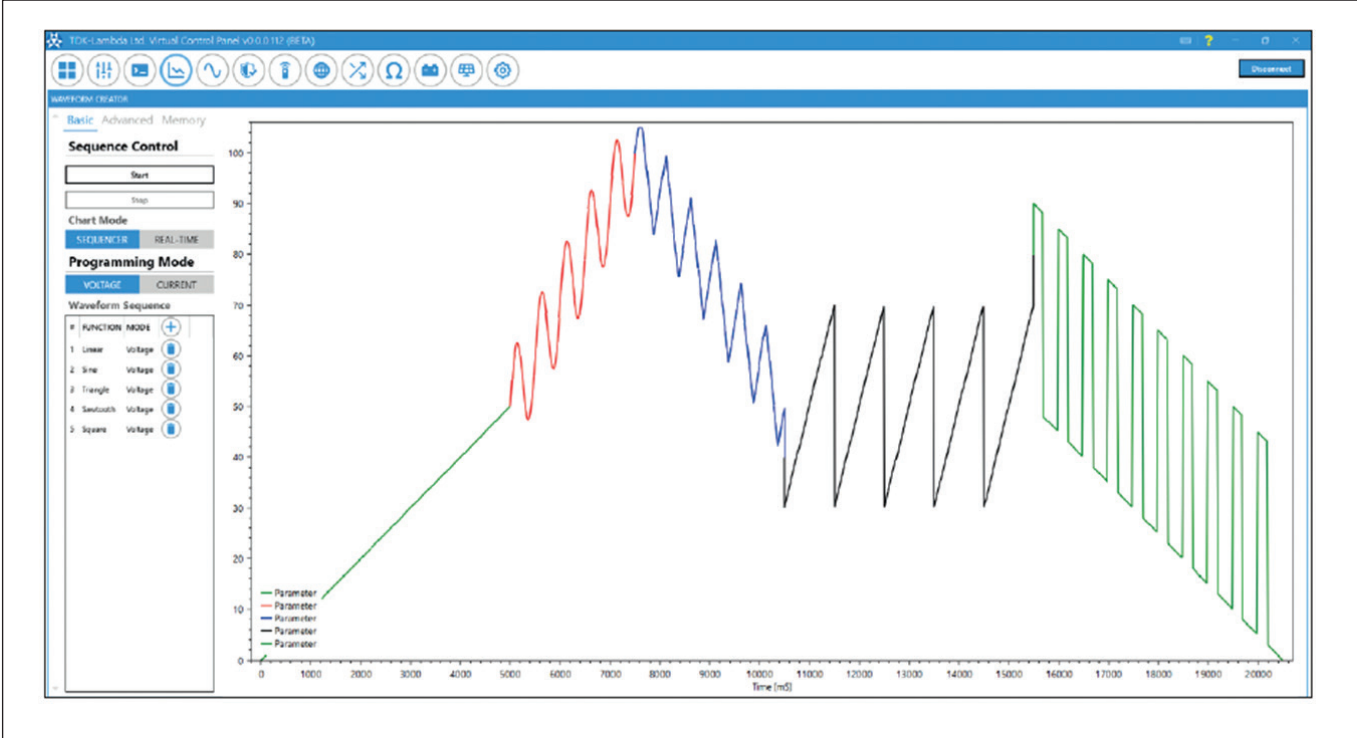 TDK-Lambda Ltd. Virtual Control Panel v0.0.0.112 (BETA)
?
Disconnect
WAVEFORM CREATOR
Basic Advanced Memory
Sequence Control
Start
Stop
Chart Mode
SEQUENCER REAL-TIME
Programming Mode
VOLTAGE CURRENT
Waveform Sequence
# FUNCTION MODE
1 Linear Voltage
2 Sine Voltage
3 Triangle Voltage
4 Sawtooth Voltage
5 Square Voltage
100
90
80
70
60
50
40
30
20
10
0
Parameter
Parameter
Parameter
Parameter
Parameter
0 1000 2000 3000 4000 5000 6000 7000 8000 9000 10000 11000 12000 13000 14000 15000 16000 17000 18000 19000 20000
Time [mS]